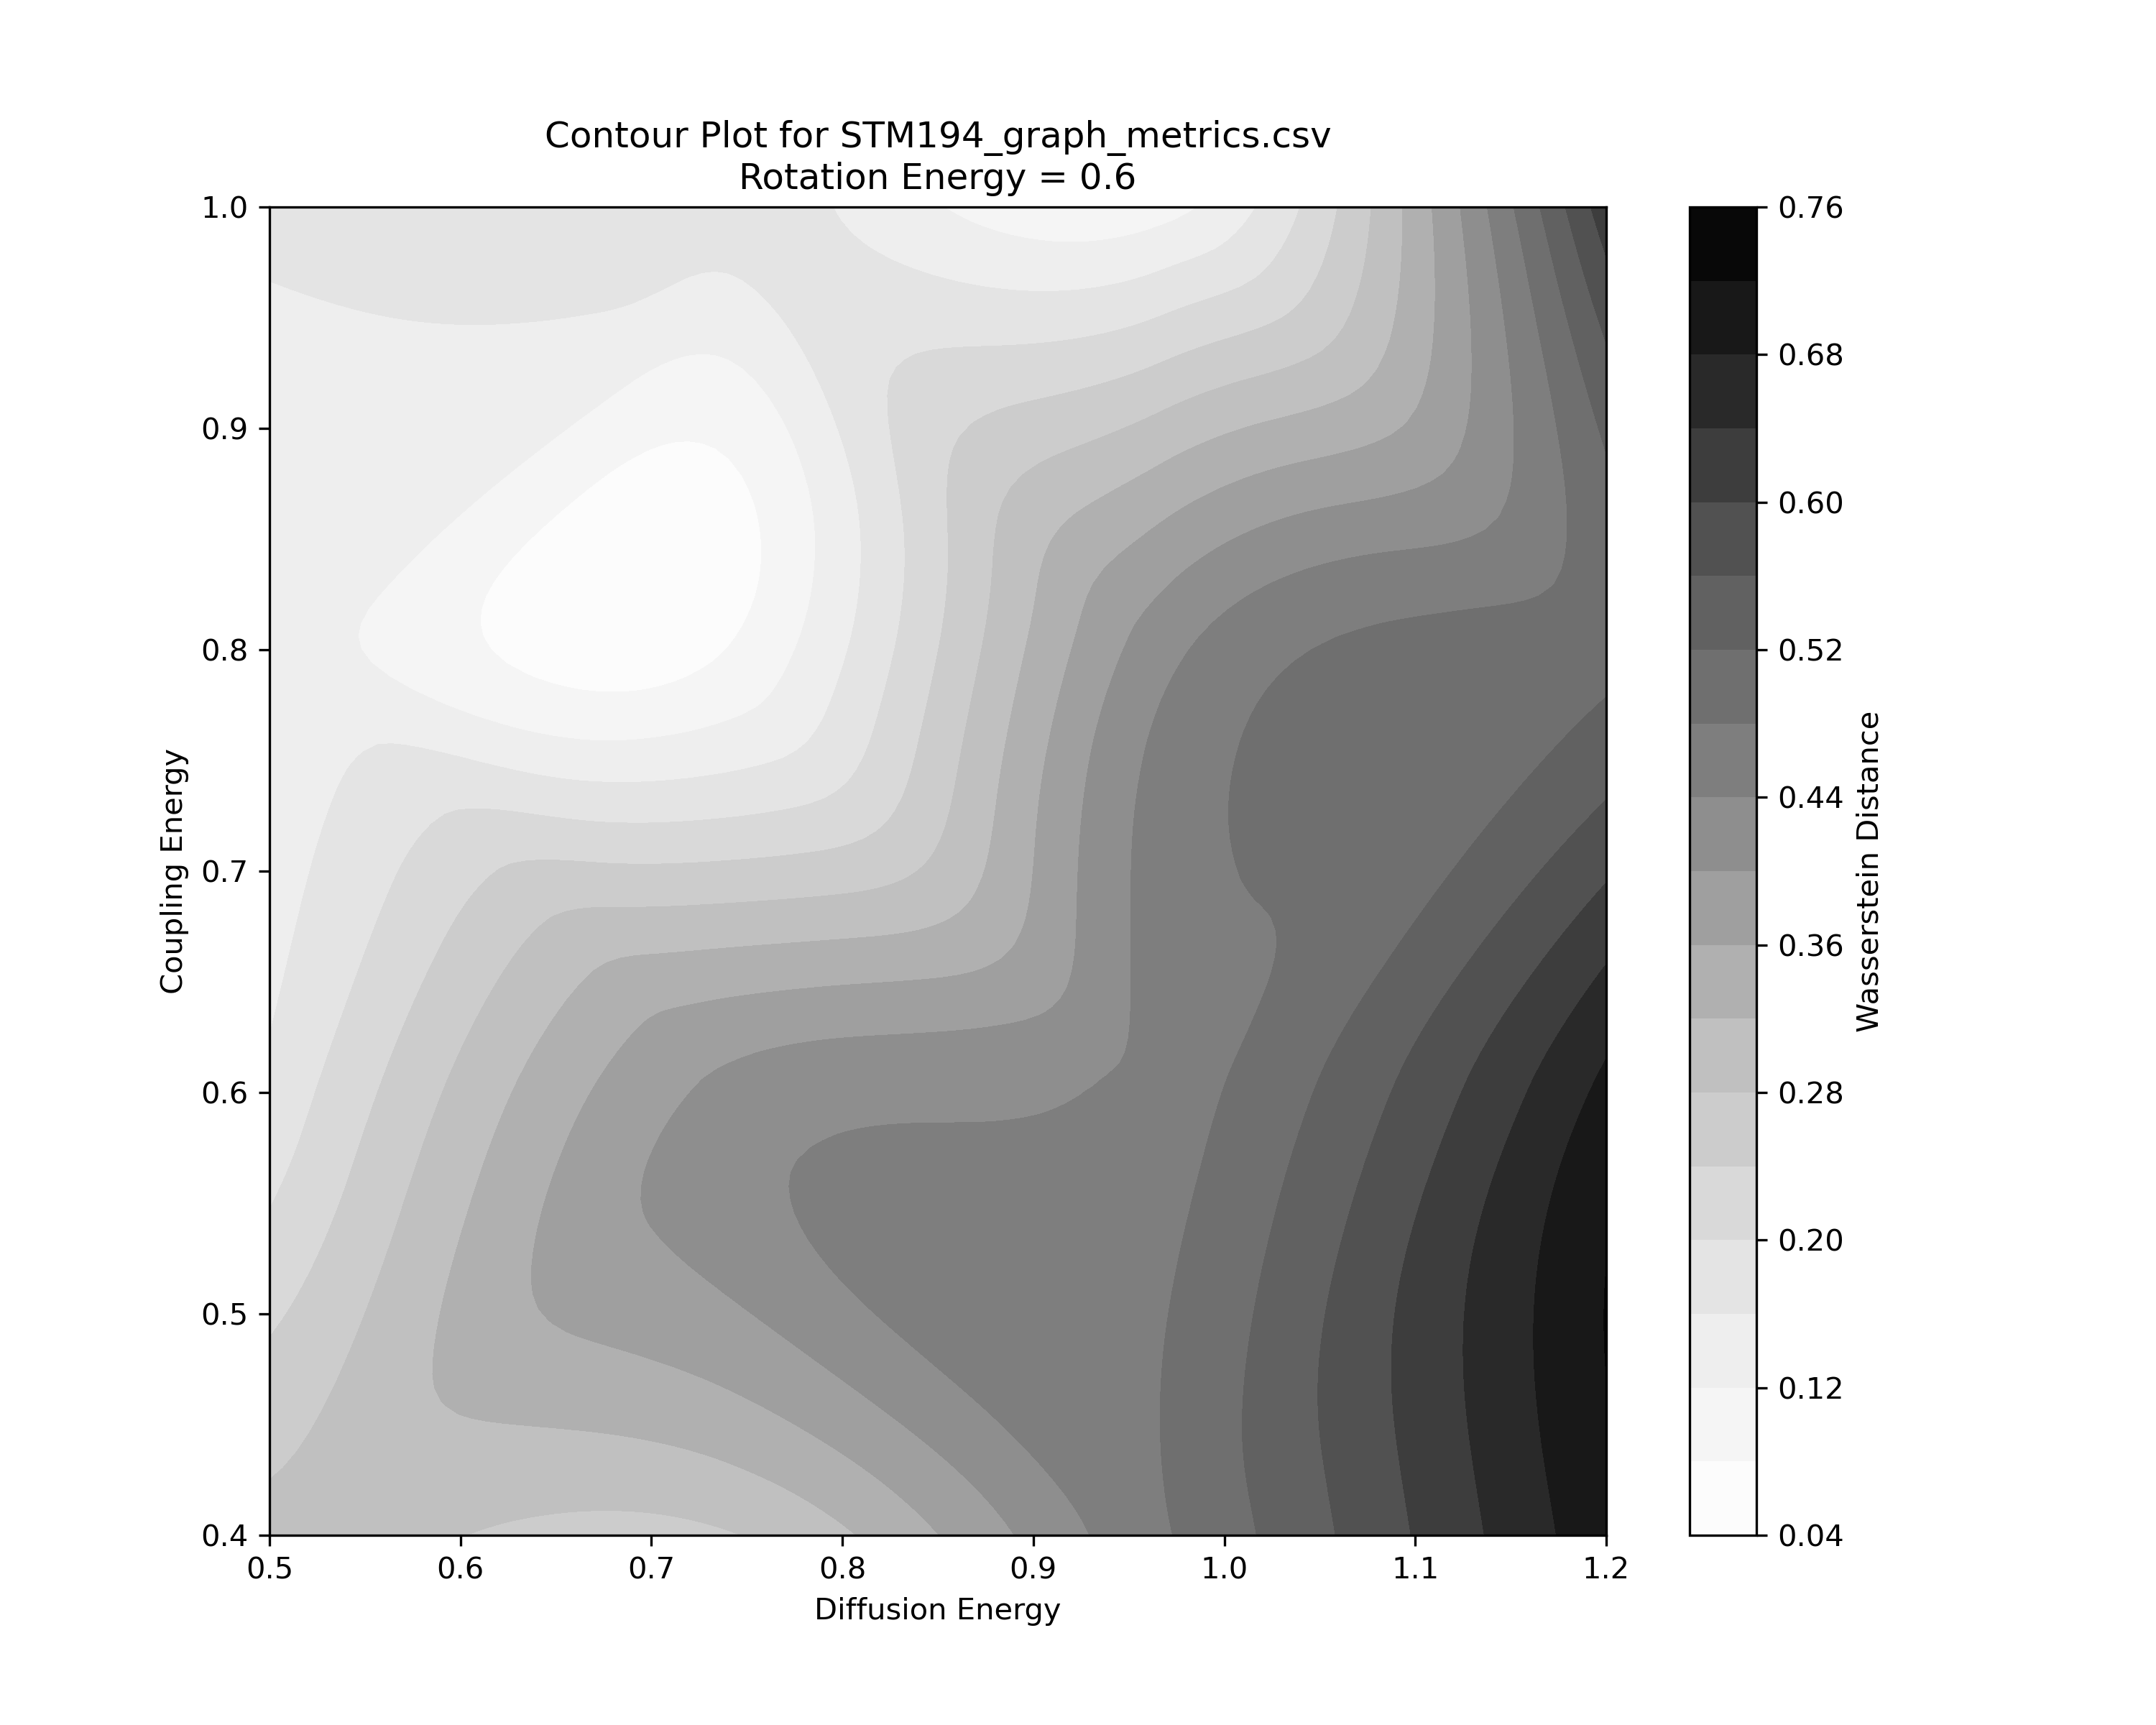 Contour Plot for STM194_graph_metrics.csv
Rotation Energy = 0.6
1.0
0.9
0.8
0.7
0.6
0.5
0.4
Coupling Energy
0.5 0.6 0.7 0.8 0.9 1.0 1.1 1.2
Diffusion Energy
0.76
0.68
0.60
0.52
0.44
0.36
0.28
0.20
0.12
0.04
Wasserstein Distance